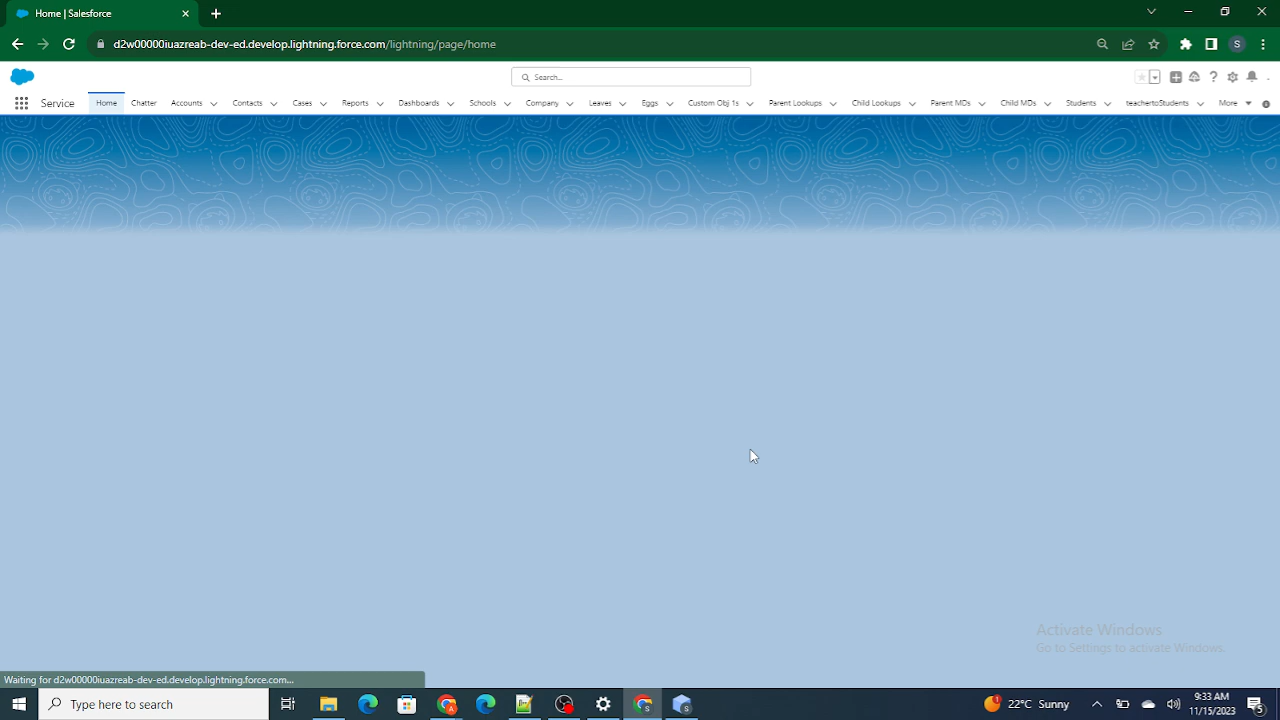 Home | Salesforce
d2w00000iuazreab-dev-ed.develop.lightning.force.com/lightning/page/home
S
Search...
Service
Home
Chatter
Accounts
Contacts
Cases
Reports
Dashboards
Schools
Company
Leaves
Eggs
Custom Obj 1s
Parent Lookups
Child Lookups
Parent MDs
Child MDs
Students
teachertoStudents
More
Activate Windows
Go to Settings to activate Windows.
Waiting for d2w00000iuazreab-dev-ed.develop.lightning.force.com...
Type here to search
22°C Sunny
9:33 AM
11/15/2023